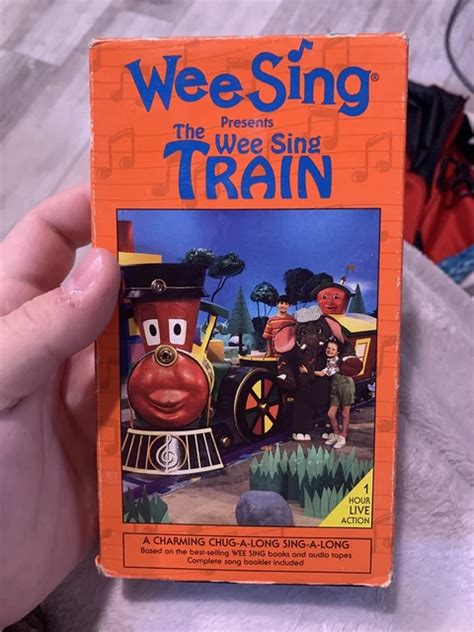 Wee Sing®
Presents
The Wee Sing
TRAIN
1
HOUR
LIVE
ACTION
A CHARMING CHUG-A-LONG SING-A-LONG
Based on the best-selling WEE SING books and audio tapes
Complete song booklet included